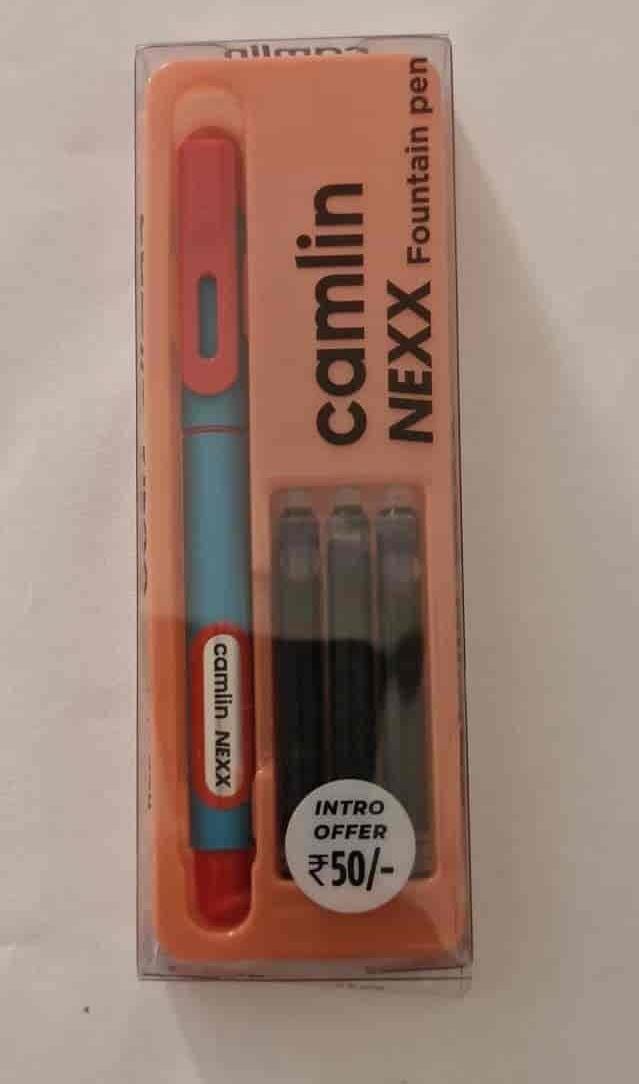 camlin
NEXX Fountain pen
camlin NEXX
INTRO
OFFER
₹50/-